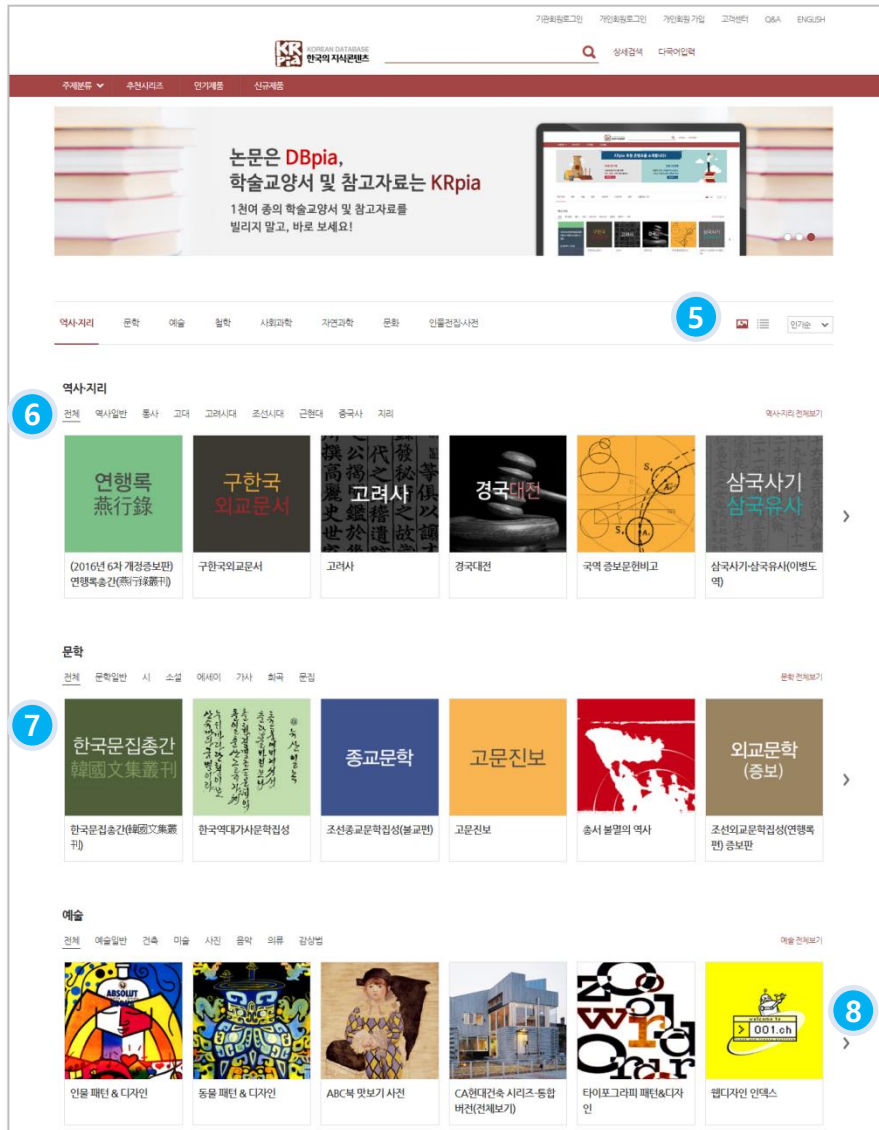 기관회원로그인 개인회원로그인 개인회원 가입 고객센터 Q&A ENGLISH
KRpia KOREAN DATABASE
한국의 지식콘텐츠
상세검색 다국어입력
주제분류 추천시리즈 인기제품 신규제품
논문은 DBpia,
학술교양서 및 참고자료는 KRpia
1천여 종의 학술교양서 및 참고자료를
빌리지 말고, 바로 보세요!
5
역사·지리 문학 예술 철학 사회과학 자연과학 문화 인물전집·사전 인기순
역사·지리
6
전체 역사일반 통사 고대 고려시대 조선시대 근현대 중국사 지리 역사·지리 전체보기
연행록
燕行錄
구한국
외교문서
고려사
경국대전
삼국사기
삼국유사
(2016년 6차 개정증보판)
연행록총간(燕行錄叢刊)
구한국외교문서
고려사
경국대전
국역 증보문헌비고
삼국사기·삼국유사(이병도
역)
문학
전체 문학일반 시 소설 에세이 가사 희곡 문집 문학 전체보기
7
한국문집총간
韓國文集叢刊
종교문학
고문진보
외교문학
(증보)
한국문집총간(韓國文集叢
刊)
한국역대가사문학집성
조선종교문학집성(불교편)
고문진보
총서 불멸의 역사
조선외교문학집성(연행록
편) 증보판
예술
전체 예술일반 건축 미술 사진 음악 의류 감상법 예술 전체보기
ABSOLUT
welcome to
001.ch
8
인물 패턴 & 디자인
동물 패턴 & 디자인
ABC북 맛보기 사전
CA현대건축 시리즈-통합
버전(전체보기)
타이포그라피 패턴&디자
인
웹디자인 인덱스